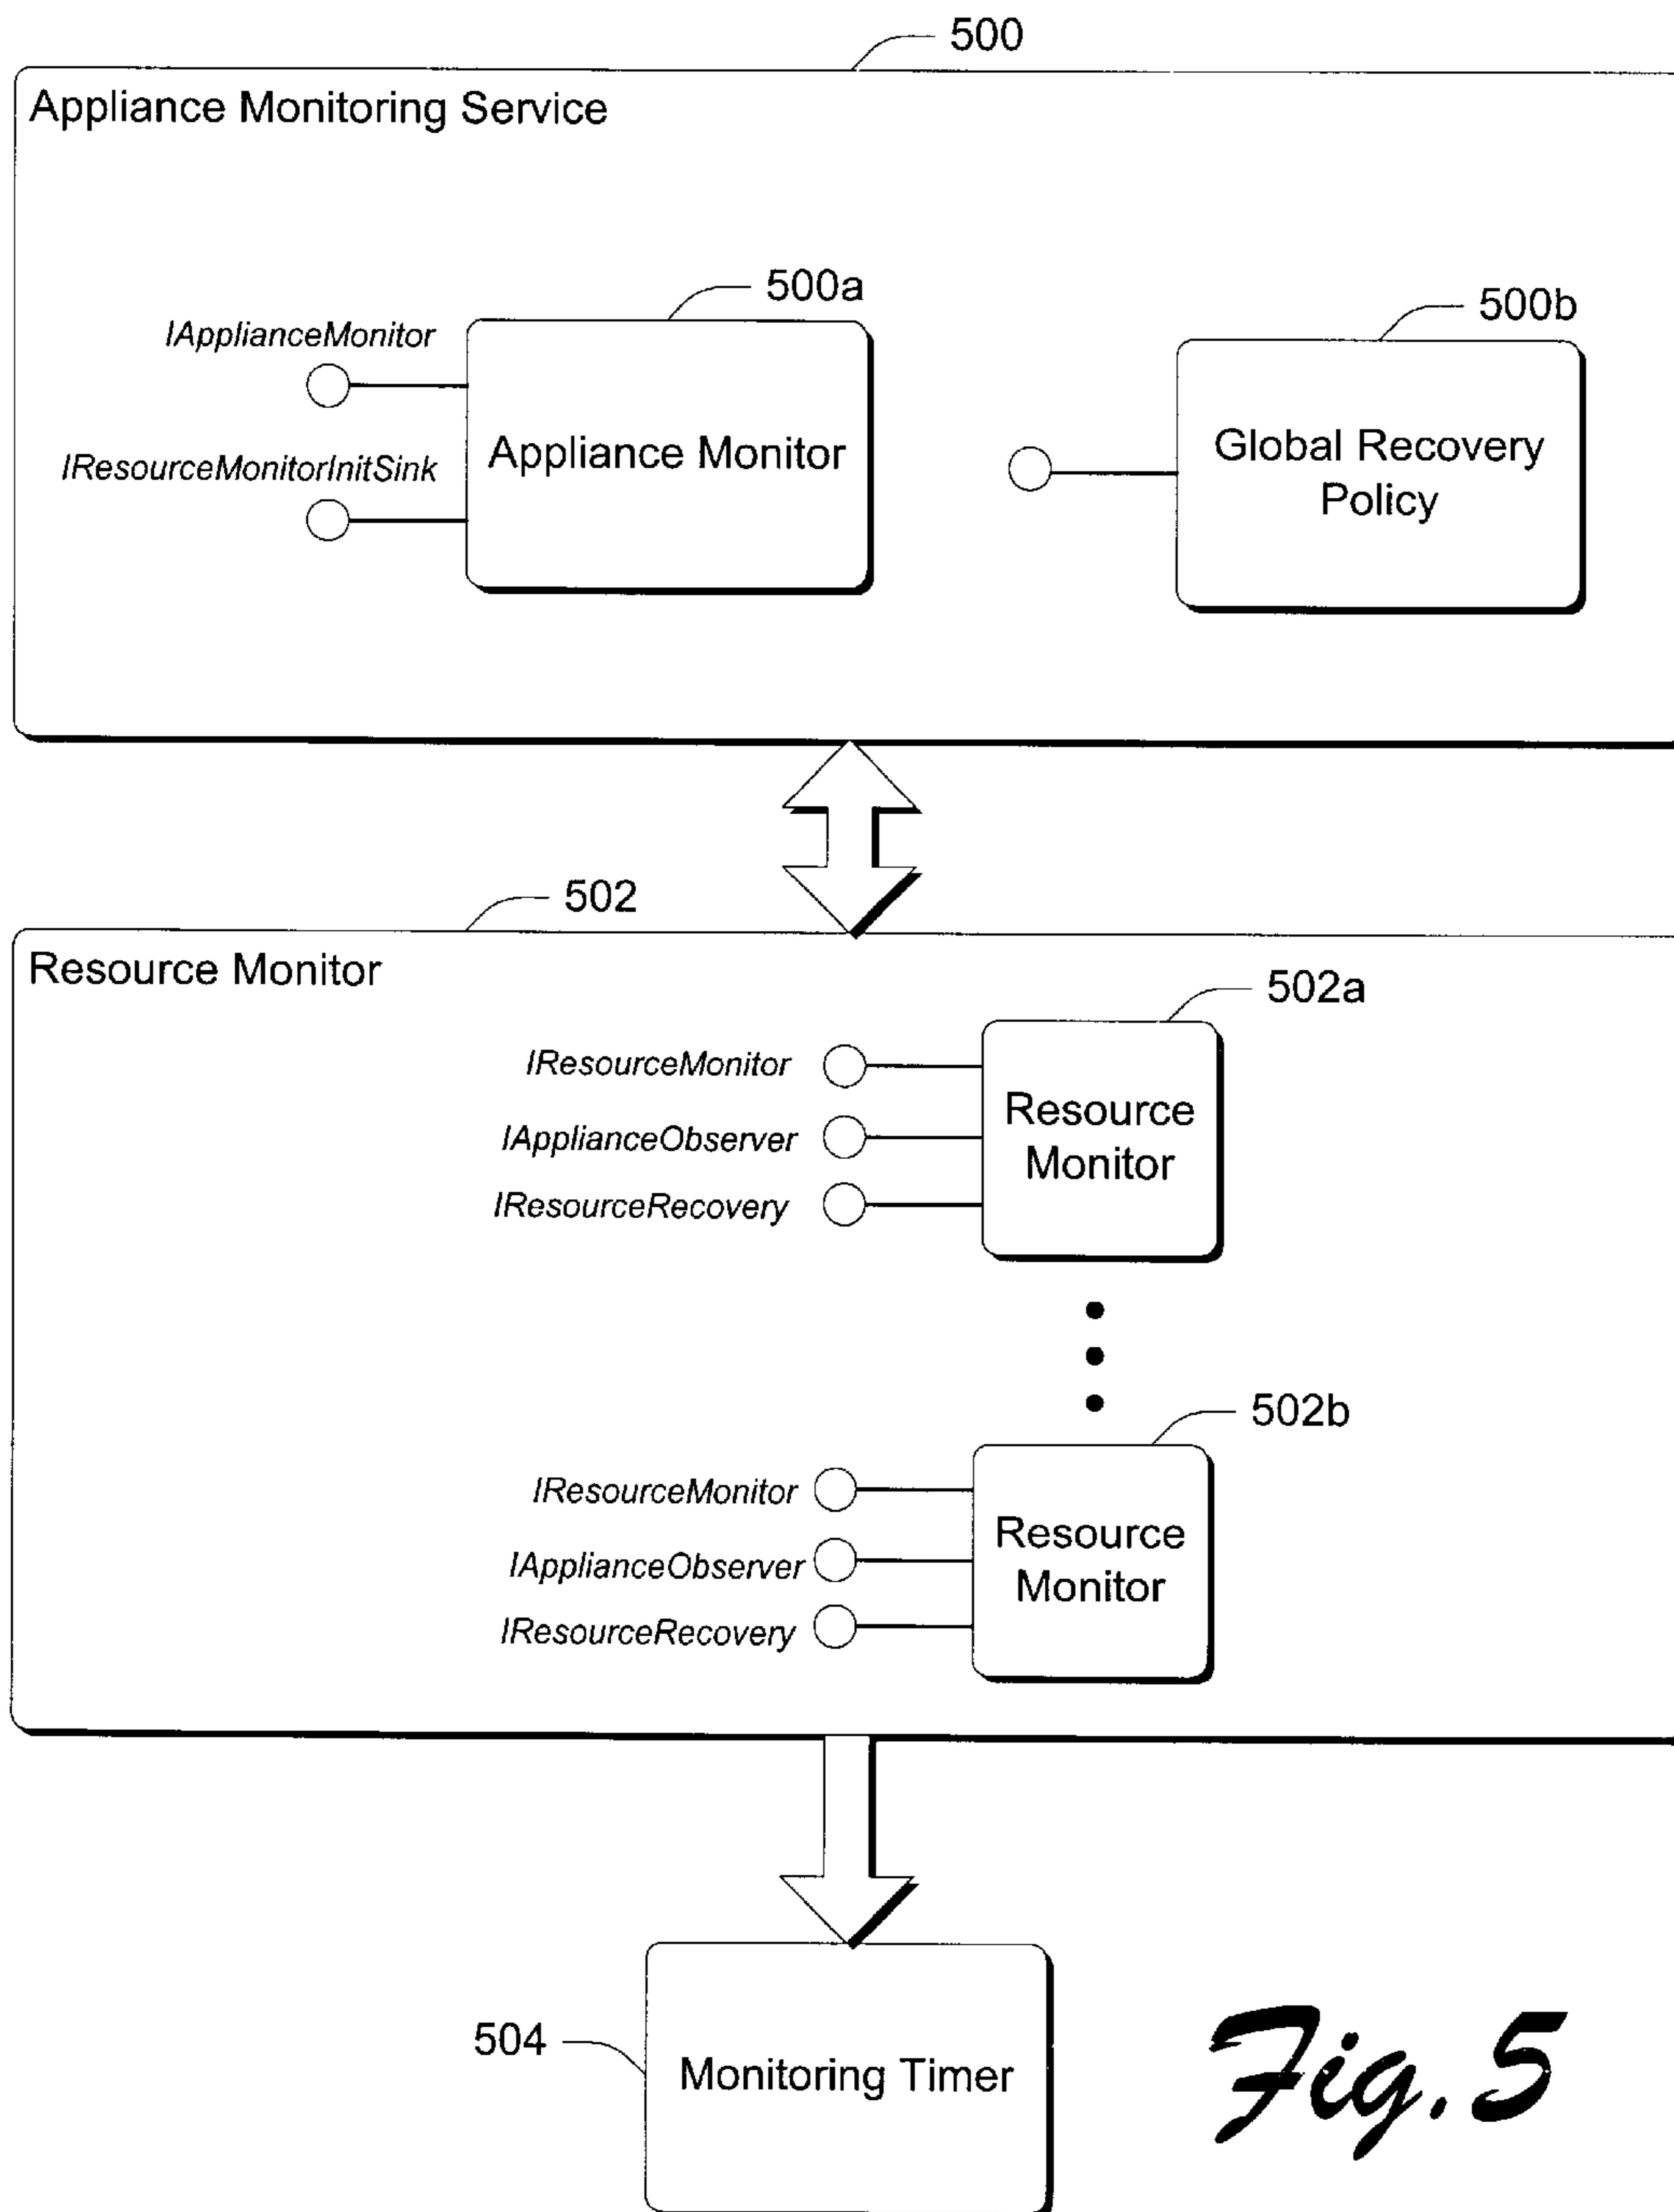 500
Appliance Monitoring Service
500a
500b
IApplianceMonitor
IResourceMonitorInitSink
Appliance Monitor
Global Recovery
Policy
502
Resource Monitor
502a
IResourceMonitor
IApplianceObserver
IResourceRecovery
Resource
Monitor
502b
IResourceMonitor
IApplianceObserver
IResourceRecovery
Resource
Monitor
504
Monitoring Timer
Fig. 5